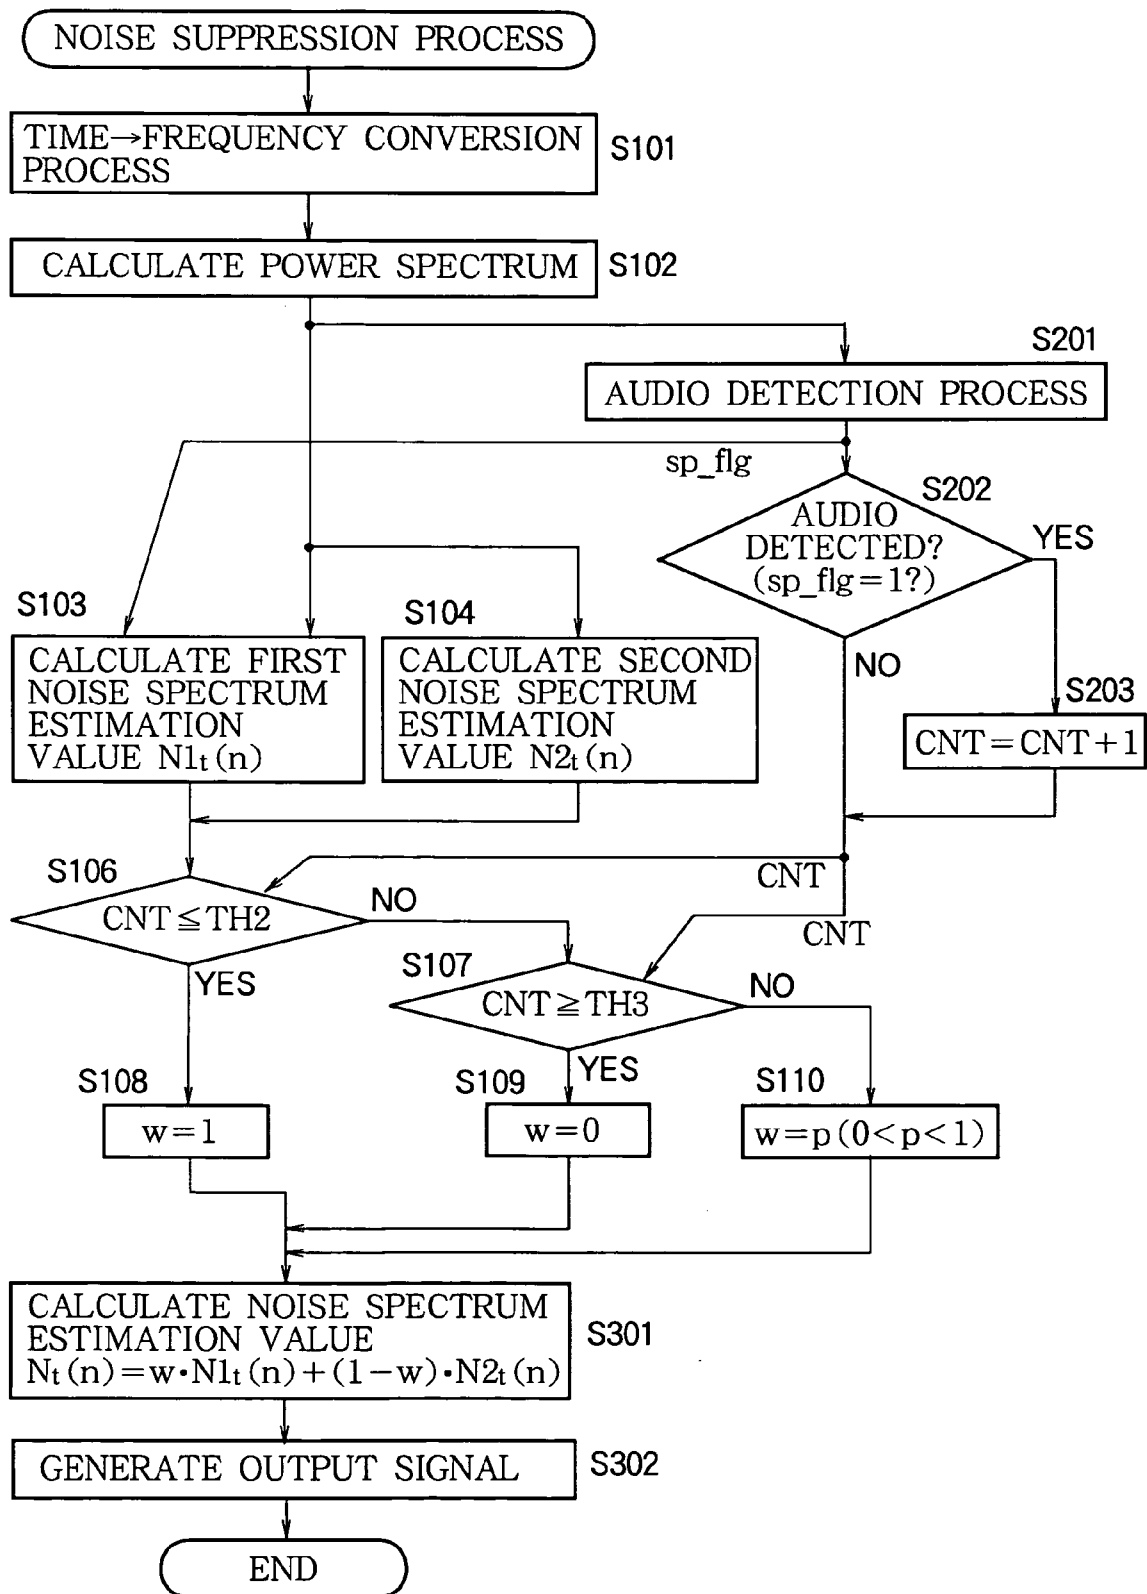 NOISE SUPPRESSION PROCESS
TIME→FREQUENCY CONVERSION
PROCESS
S101
CALCULATE POWER SPECTRUM
S102
S201
AUDIO DETECTION PROCESS
sp_flg
S202
AUDIO
DETECTED?
(sp_flg=1?)
YES
NO
S103
CALCULATE FIRST
NOISE SPECTRUM
ESTIMATION
VALUE N1t(n)
S104
CALCULATE SECOND
NOISE SPECTRUM
ESTIMATION
VALUE N2t(n)
S203
CNT=CNT+1
CNT
CNT
S106
CNT≦TH2
NO
YES
S107
CNT≧TH3
NO
YES
S108
w=1
S109
w=0
S110
w=p(0<p<1)
CALCULATE NOISE SPECTRUM
ESTIMATION VALUE
Nt(n)=w·N1t(n)+(1−w)·N2t(n)
S301
GENERATE OUTPUT SIGNAL
S302
END